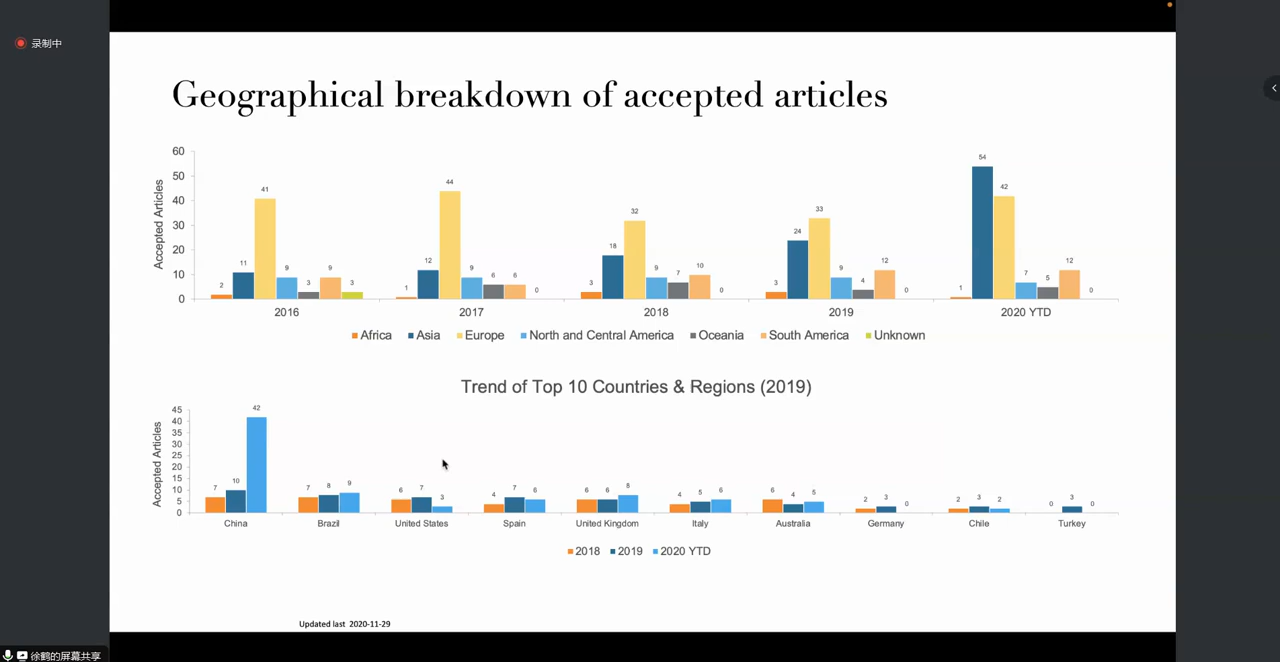 录制中
Geographical breakdown of accepted articles
60
50
40
30
20
10
0
Accepted Articles
2 11 41 9 3 9 3
1 12 44 9 6 6 0
3 18 32 9 7 10 0
3 24 33 9 4 12 0
1 54 42 7 5 12 0
2016 2017 2018 2019 2020 YTD
Africa Asia Europe North and Central America Oceania South America Unknown
Trend of Top 10 Countries & Regions (2019)
45
40
35
30
25
20
15
10
5
0
Accepted Articles
7 10 42
7 8 9
6 7 3
4 7 6
6 6 8
4 5 6
6 4 5
2 3 0
2 3 2
0 3 0
China Brazil United States Spain United Kingdom Italy Australia Germany Chile Turkey
2018 2019 2020 YTD
Updated last 2020-11-29
徐鹤的屏幕共享